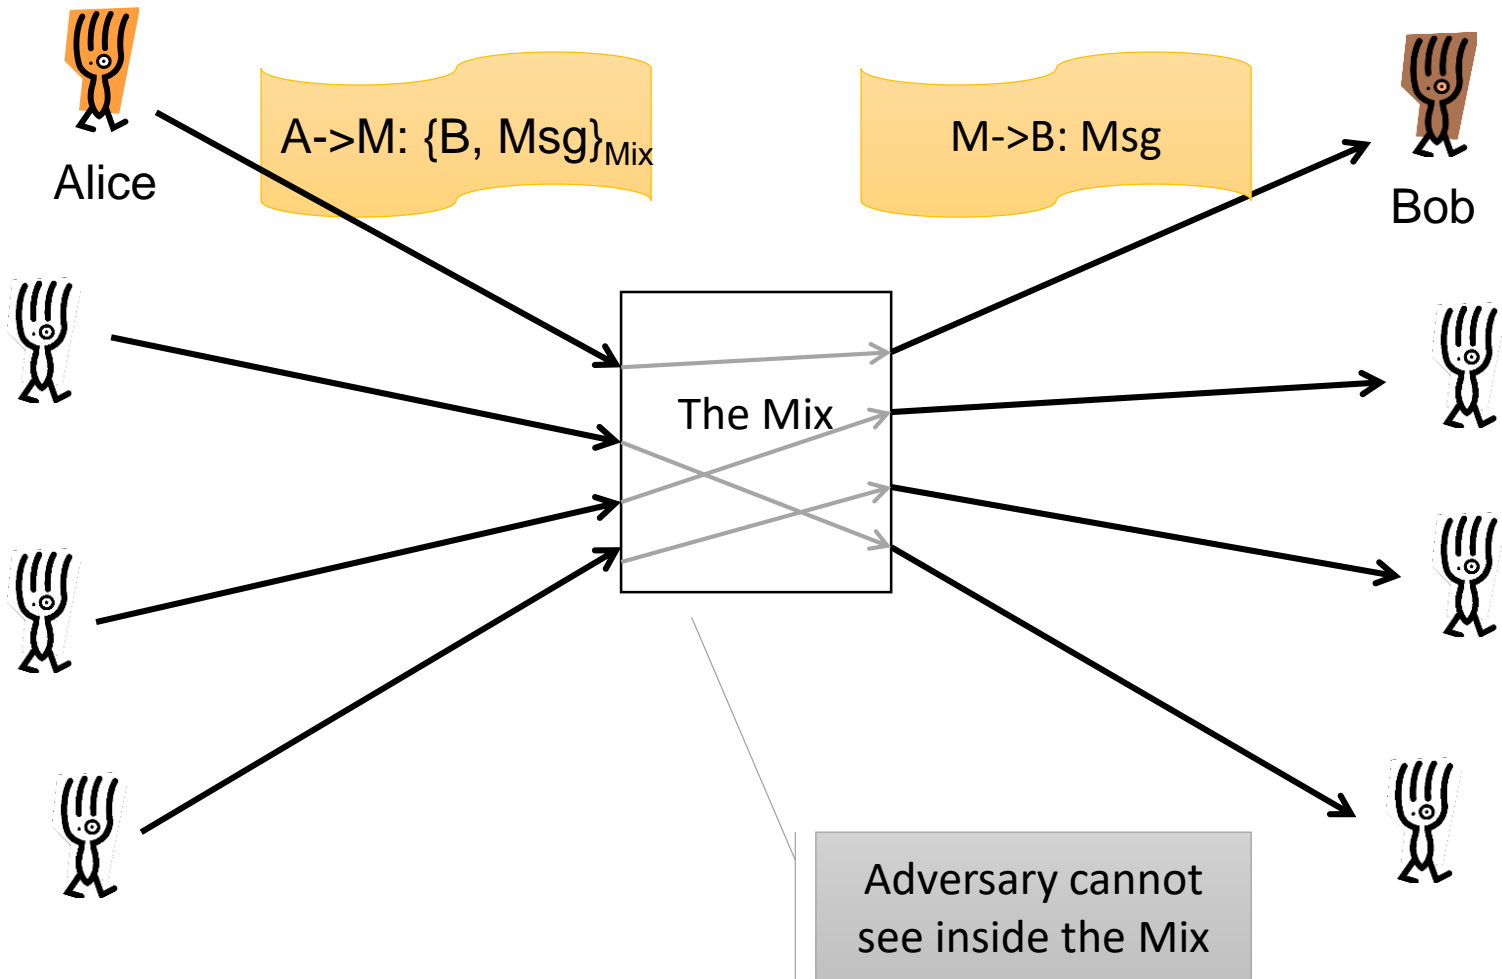 A->M: {B, Msg}Mix
M->B: Msg
Alice
Bob
The Mix
Adversary cannot
see inside the Mix